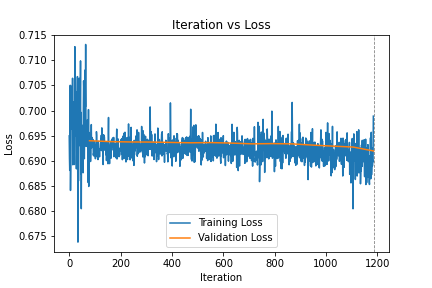 Iteration vs Loss
0.715
0.710
0.705
0.700
0.695
0.690
0.685
0.680
0.675
Loss
Training Loss
Validation Loss
0 200 400 600 800 1000 1200
Iteration